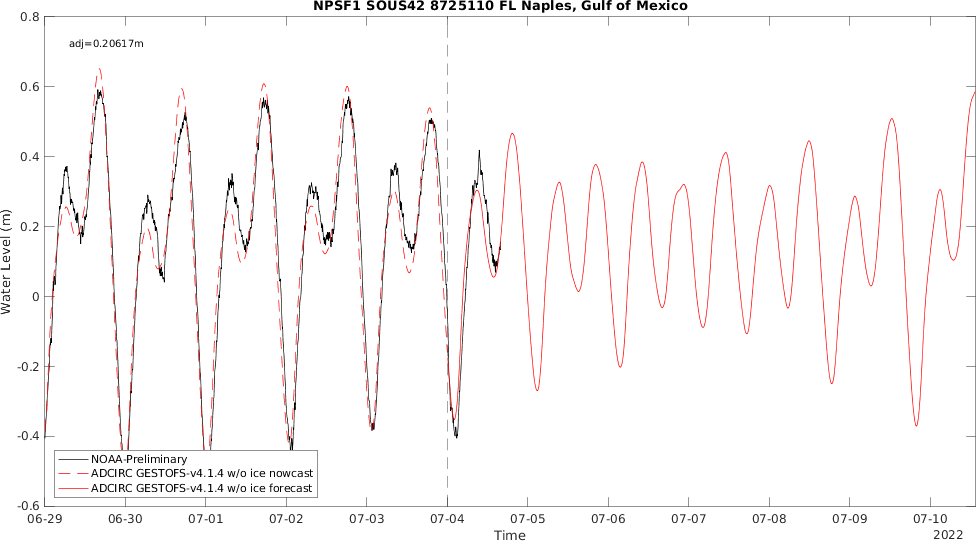 NPSF1 SOUS42 8725110 FL Naples, Gulf of Mexico
adj=0.20617m
0.8
0.6
0.4
0.2
0
-0.2
-0.4
-0.6
Water Level (m)
NOAA-Preliminary
ADCIRC GESTOFS-v4.1.4 w/o ice nowcast
ADCIRC GESTOFS-v4.1.4 w/o ice forecast
06-29 06-30 07-01 07-02 07-03 07-04 07-05 07-06 07-07 07-08 07-09 07-10
Time
2022